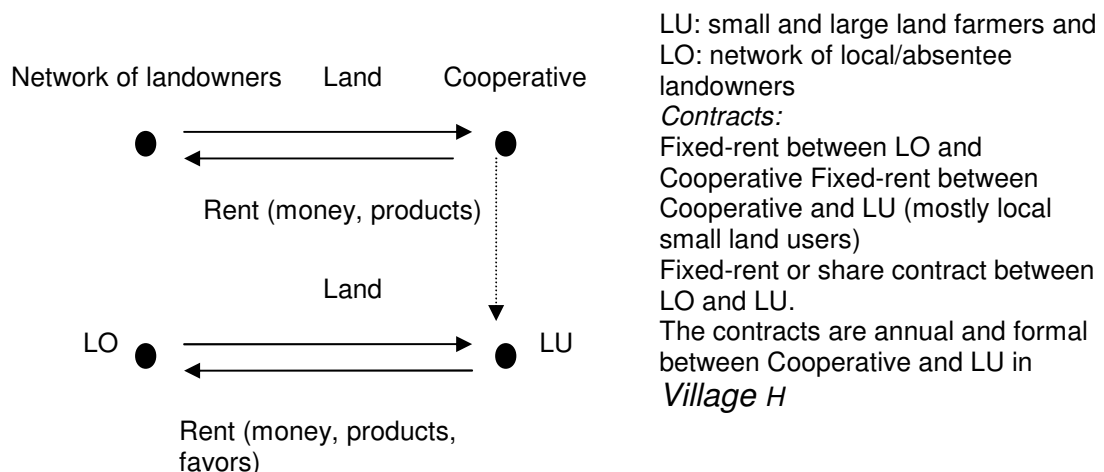 Network of landowners Land Cooperative
Rent (money, products)
Land
LO LU
Rent (money, products,
favors)
LU: small and large land farmers and
LO: network of local/absentee
landowners
Contracts:
Fixed-rent between LO and
Cooperative Fixed-rent between
Cooperative and LU (mostly local
small land users)
Fixed-rent or share contract between
LO and LU.
The contracts are annual and formal
between Cooperative and LU in
Village H